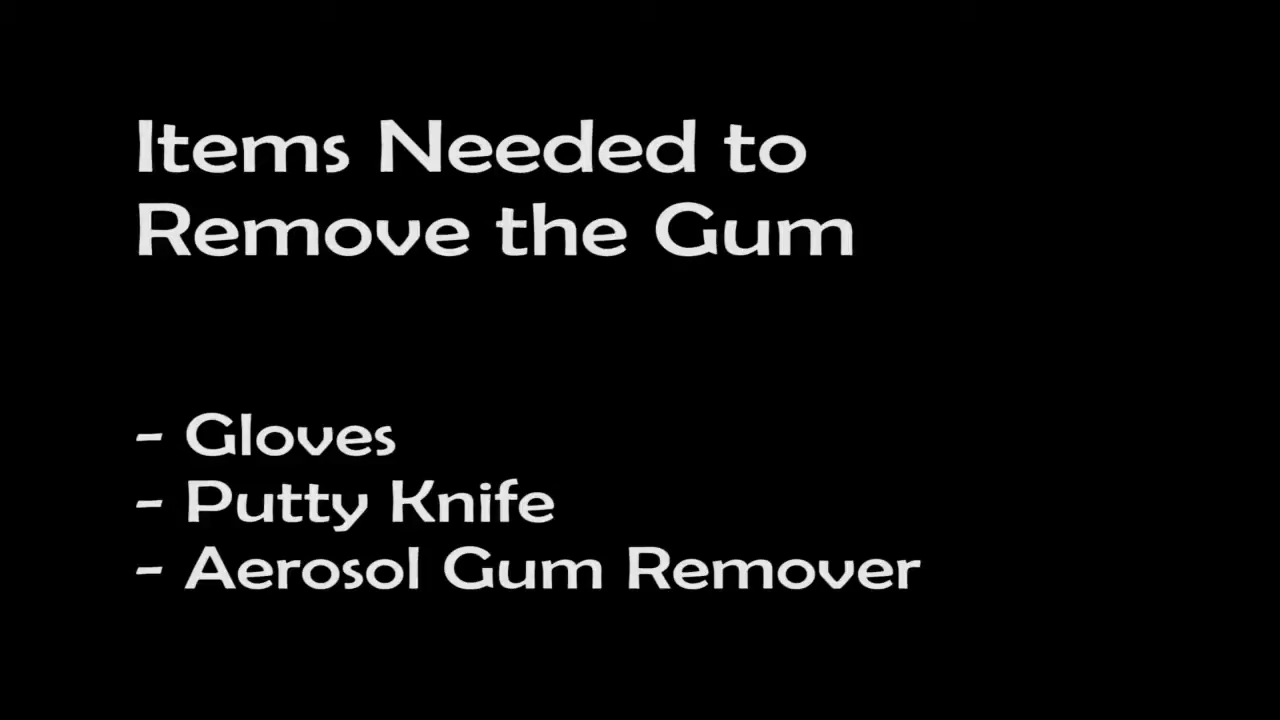 Items Needed to
Remove the Gum
- Gloves
- Putty Knife
- Aerosol Gum Remover